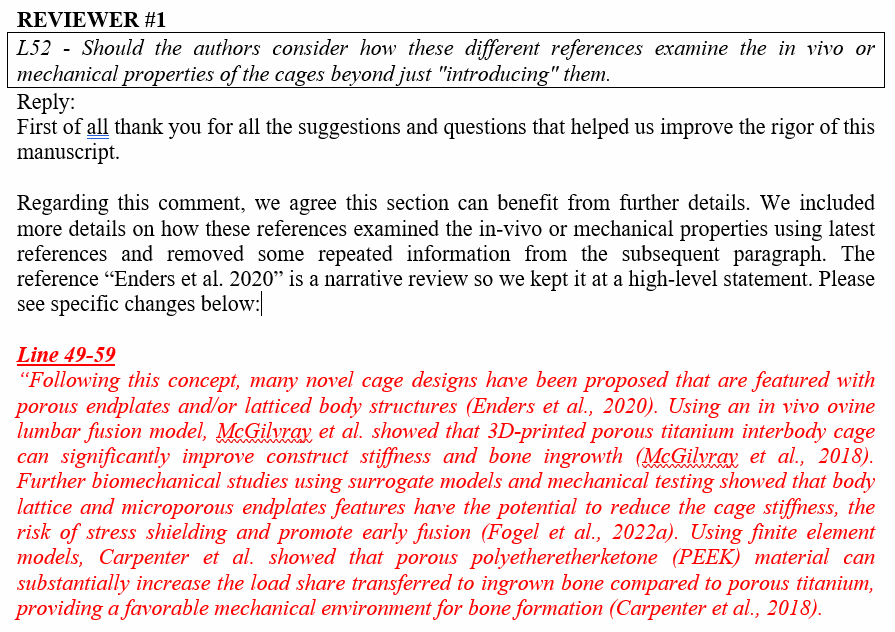 REVIEWER #1
L52 - Should the authors consider how these different references examine the in vivo or
mechanical properties of the cages beyond just "introducing" them.
Reply:
First of all thank you for all the suggestions and questions that helped us improve the rigor of this
manuscript.
Regarding this comment, we agree this section can benefit from further details. We included
more details on how these references examined the in-vivo or mechanical properties using latest
references and removed some repeated information from the subsequent paragraph. The
reference “Enders et al. 2020” is a narrative review so we kept it at a high-level statement. Please
see specific changes below:
Line 49-59
“Following this concept, many novel cage designs have been proposed that are featured with
porous endplates and/or latticed body structures (Enders et al., 2020). Using an in vivo ovine
lumbar fusion model, McGilvray et al. showed that 3D-printed porous titanium interbody cage
can significantly improve construct stiffness and bone ingrowth (McGilvray et al., 2018).
Further biomechanical studies using surrogate models and mechanical testing showed that body
lattice and microporous endplates features have the potential to reduce the cage stiffness, the
risk of stress shielding and promote early fusion (Fogel et al., 2022a). Using finite element
models, Carpenter et al. showed that porous polyetheretherketone (PEEK) material can
substantially increase the load share transferred to ingrown bone compared to porous titanium,
providing a favorable mechanical environment for bone formation (Carpenter et al., 2018).